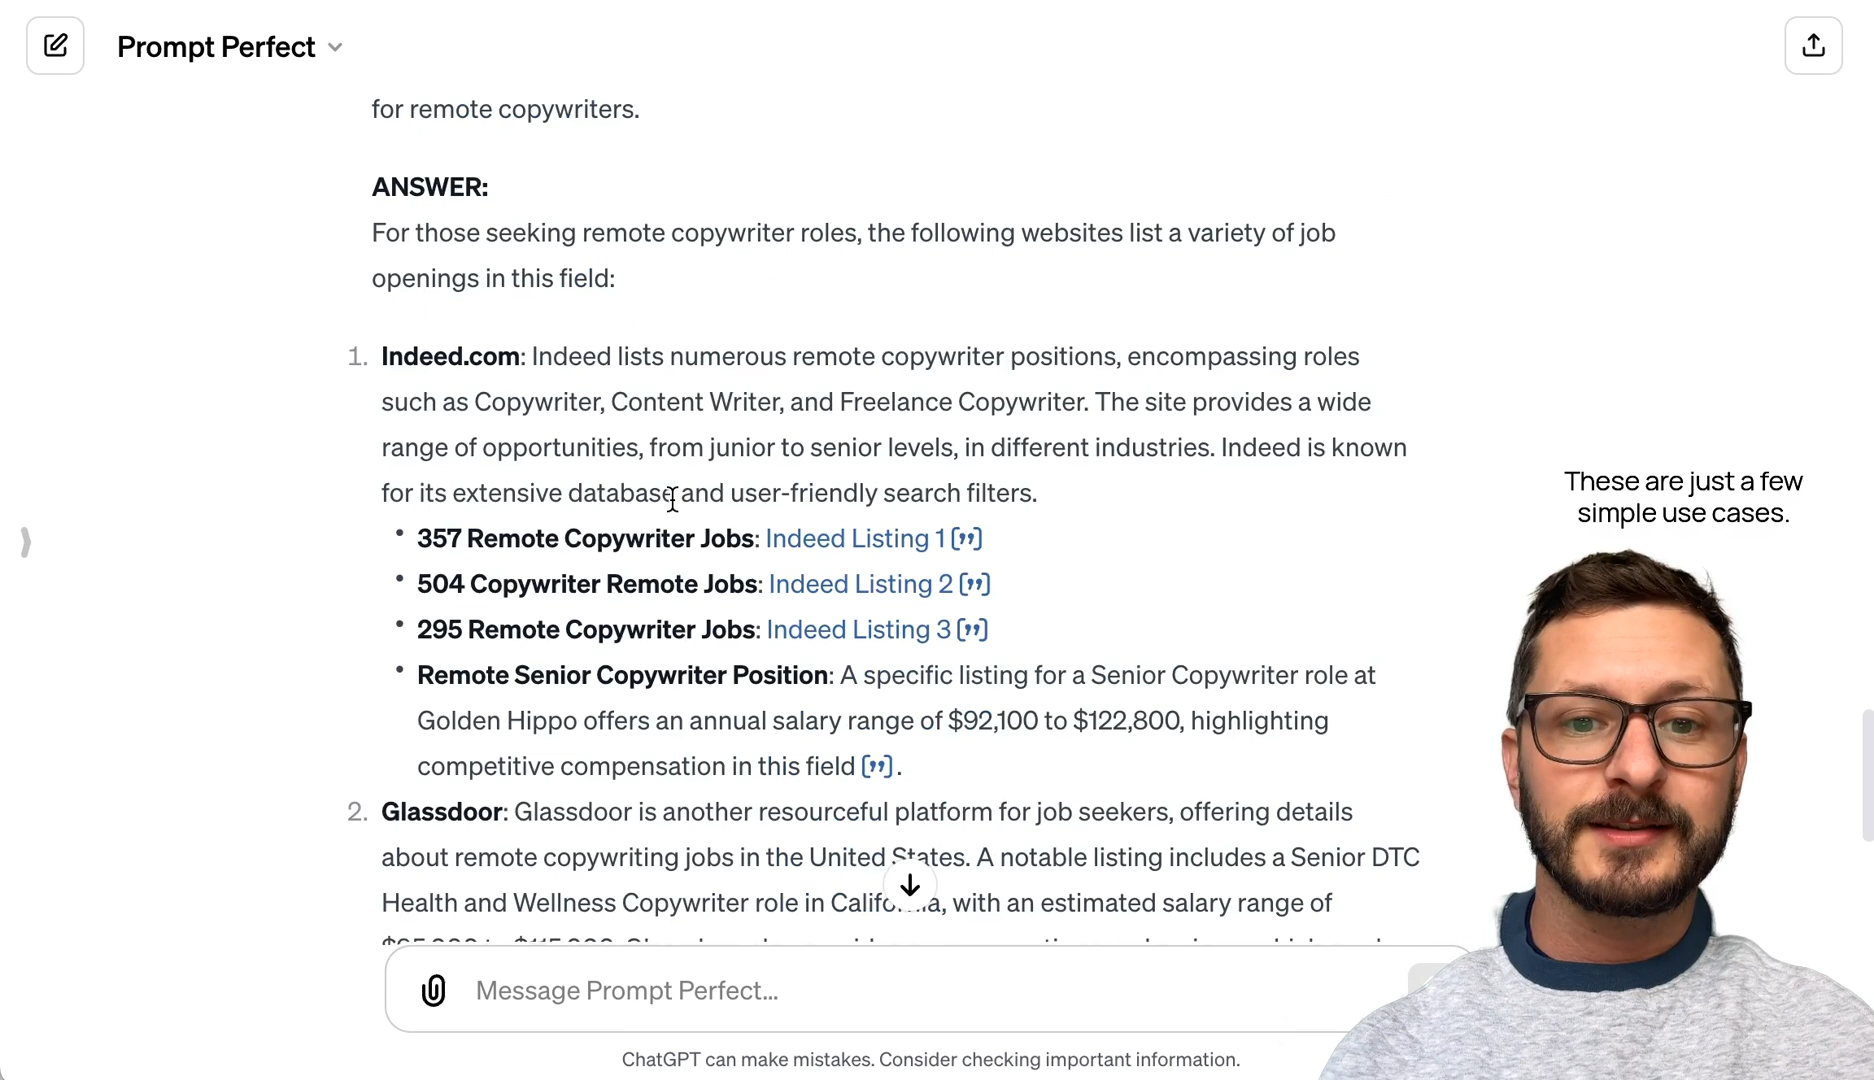 Prompt Perfect
for remote copywriters.
ANSWER:
For those seeking remote copywriter roles, the following websites list a variety of job
openings in this field:
1. Indeed.com: Indeed lists numerous remote copywriter positions, encompassing roles
such as Copywriter, Content Writer, and Freelance Copywriter. The site provides a wide
range of opportunities, from junior to senior levels, in different industries. Indeed is known
for its extensive database and user-friendly search filters.
• 357 Remote Copywriter Jobs: Indeed Listing 1 [”]
• 504 Copywriter Remote Jobs: Indeed Listing 2 [”]
• 295 Remote Copywriter Jobs: Indeed Listing 3 [”]
• Remote Senior Copywriter Position: A specific listing for a Senior Copywriter role at
Golden Hippo offers an annual salary range of $92,100 to $122,800, highlighting
competitive compensation in this field [”].
2. Glassdoor: Glassdoor is another resourceful platform for job seekers, offering details
about remote copywriting jobs in the United States. A notable listing includes a Senior DTC
Health and Wellness Copywriter role in California, with an estimated salary range of
These are just a few
simple use cases.
Message Prompt Perfect...
ChatGPT can make mistakes. Consider checking important information.